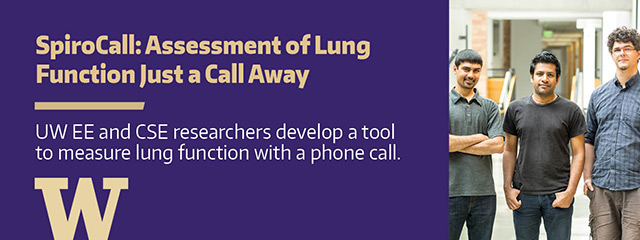 SpiroCall: Assessment of Lung
Function Just a Call Away
UW EE and CSE researchers develop a tool
to measure lung function with a phone call.
W